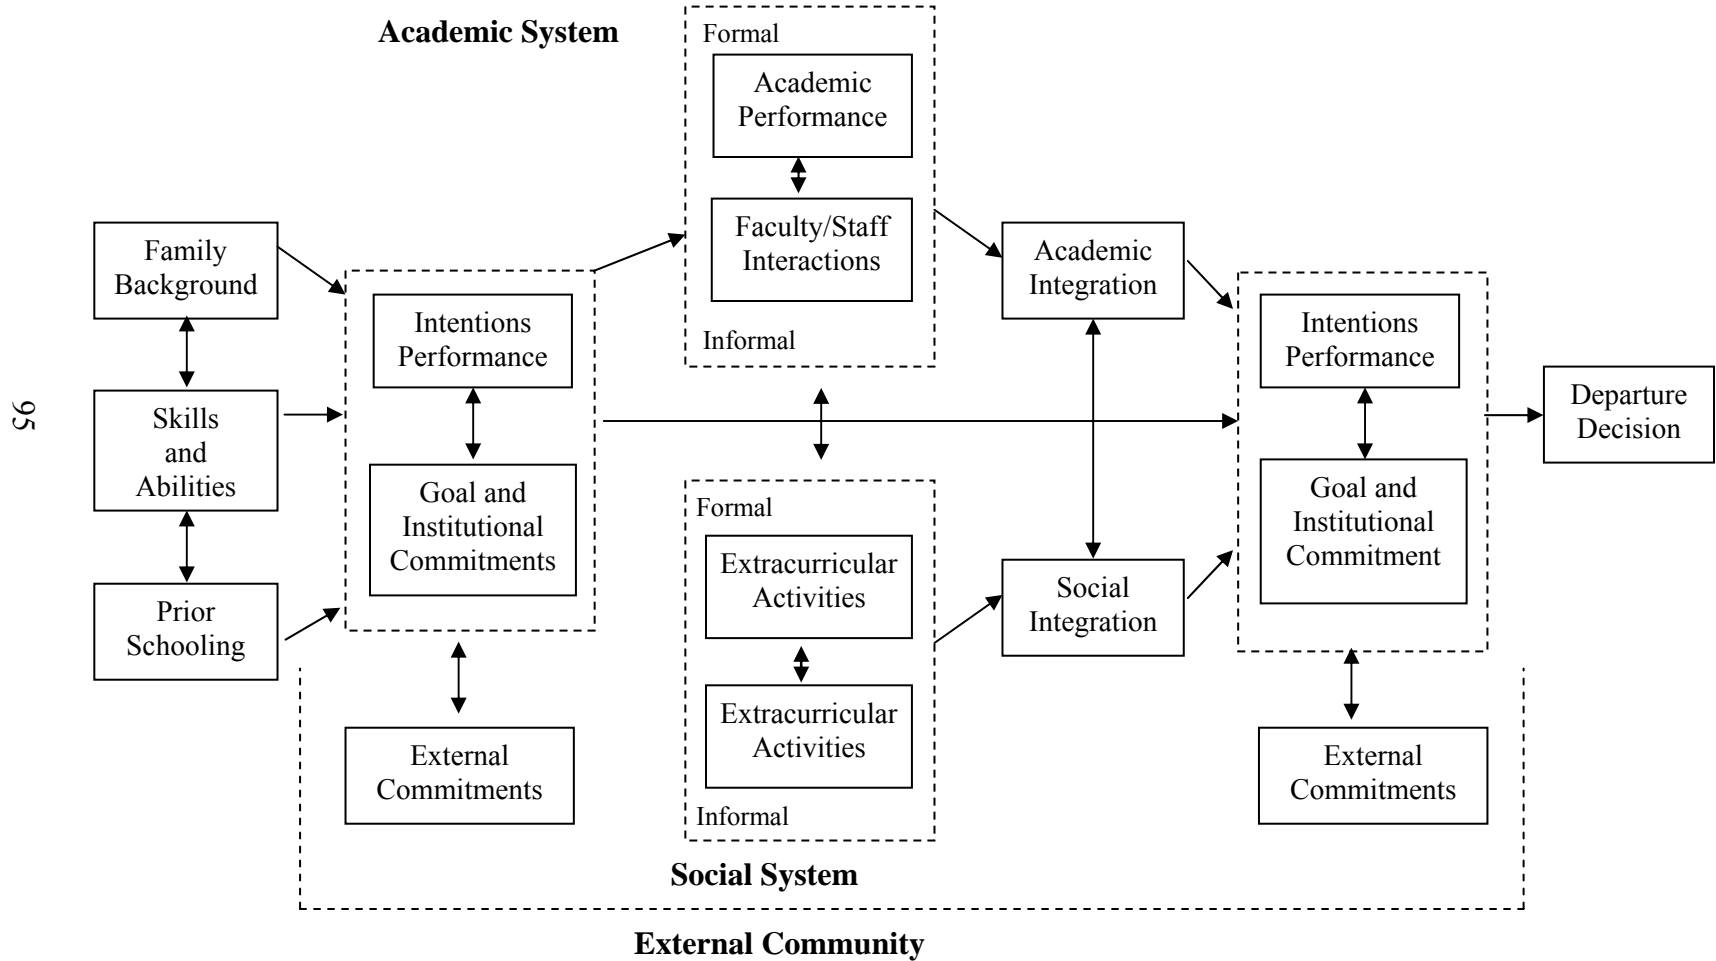 Academic System
Formal
Academic
Performance
Faculty/Staff
Interactions
Informal
Family
Background
Skills
and
Abilities
Prior
Schooling
Intentions
Performance
Goal and
Institutional
Commitments
External
Commitments
Formal
Extracurricular
Activities
Extracurricular
Activities
Informal
Academic
Integration
Social
Integration
Intentions
Performance
Goal and
Institutional
Commitment
External
Commitments
Departure
Decision
Social System
External Community
95